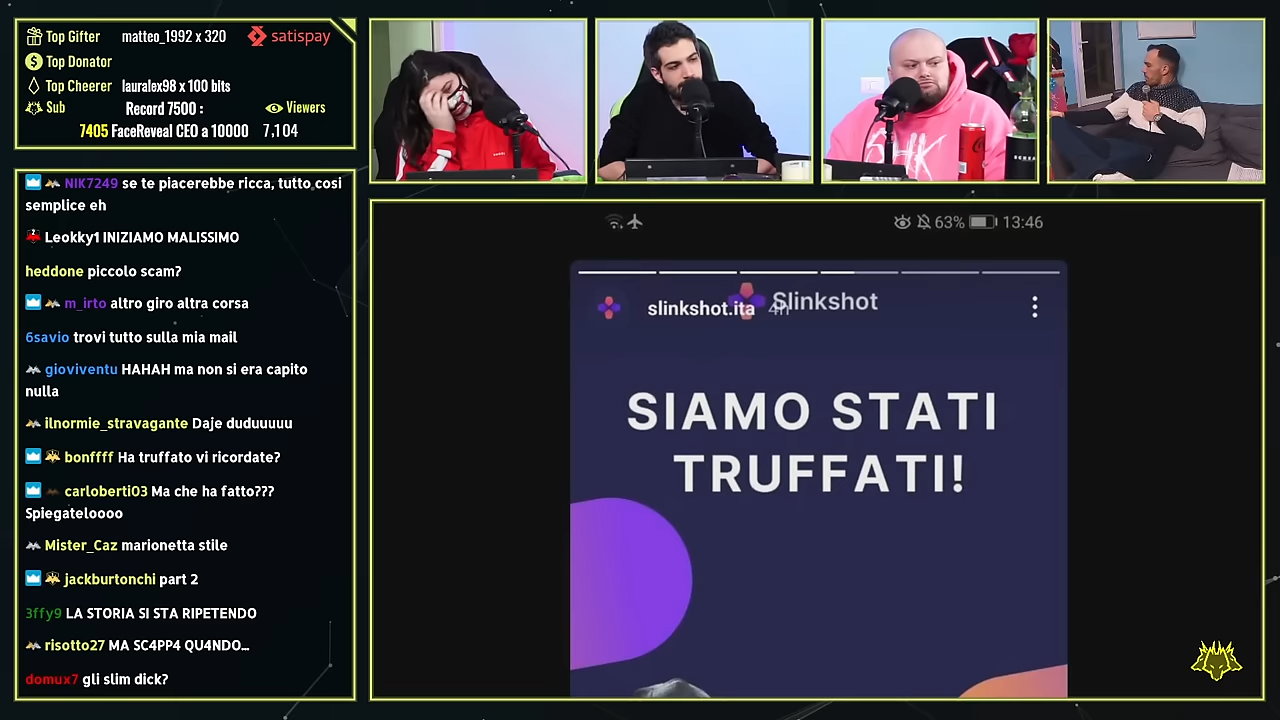 Top Gifter matteo_1992 x 320 satispay
Top Donator
Top Cheerer lauralex98 x 100 bits
Sub Record 7500 : Viewers
7405 FaceReveal CEO a 10000 7,104
NIK7249 se te piacerebbe ricca, tutto cosi
semplice eh
Leokky1 INIZIAMO MALISSIMO
heddone piccolo scam?
m_irto altro giro altra corsa
6savio trovi tutto sulla mia mail
gioviventu HAHAH ma non si era capito
nulla
ilnormie_stravagante Daje duduuuuu
bonffff Ha truffato vi ricordate?
carloberti03 Ma che ha fatto???
Spiegateloooo
Mister_Caz marionetta stile
jackburtonchi part 2
3ffy9 LA STORIA SI STA RIPETENDO
risotto27 MA SC4PP4 QU4NDO...
domux7 gli slim dick?
63% 13:46
slinkshot.ita 4h Slinkshot
SIAMO STATI
TRUFFATI!